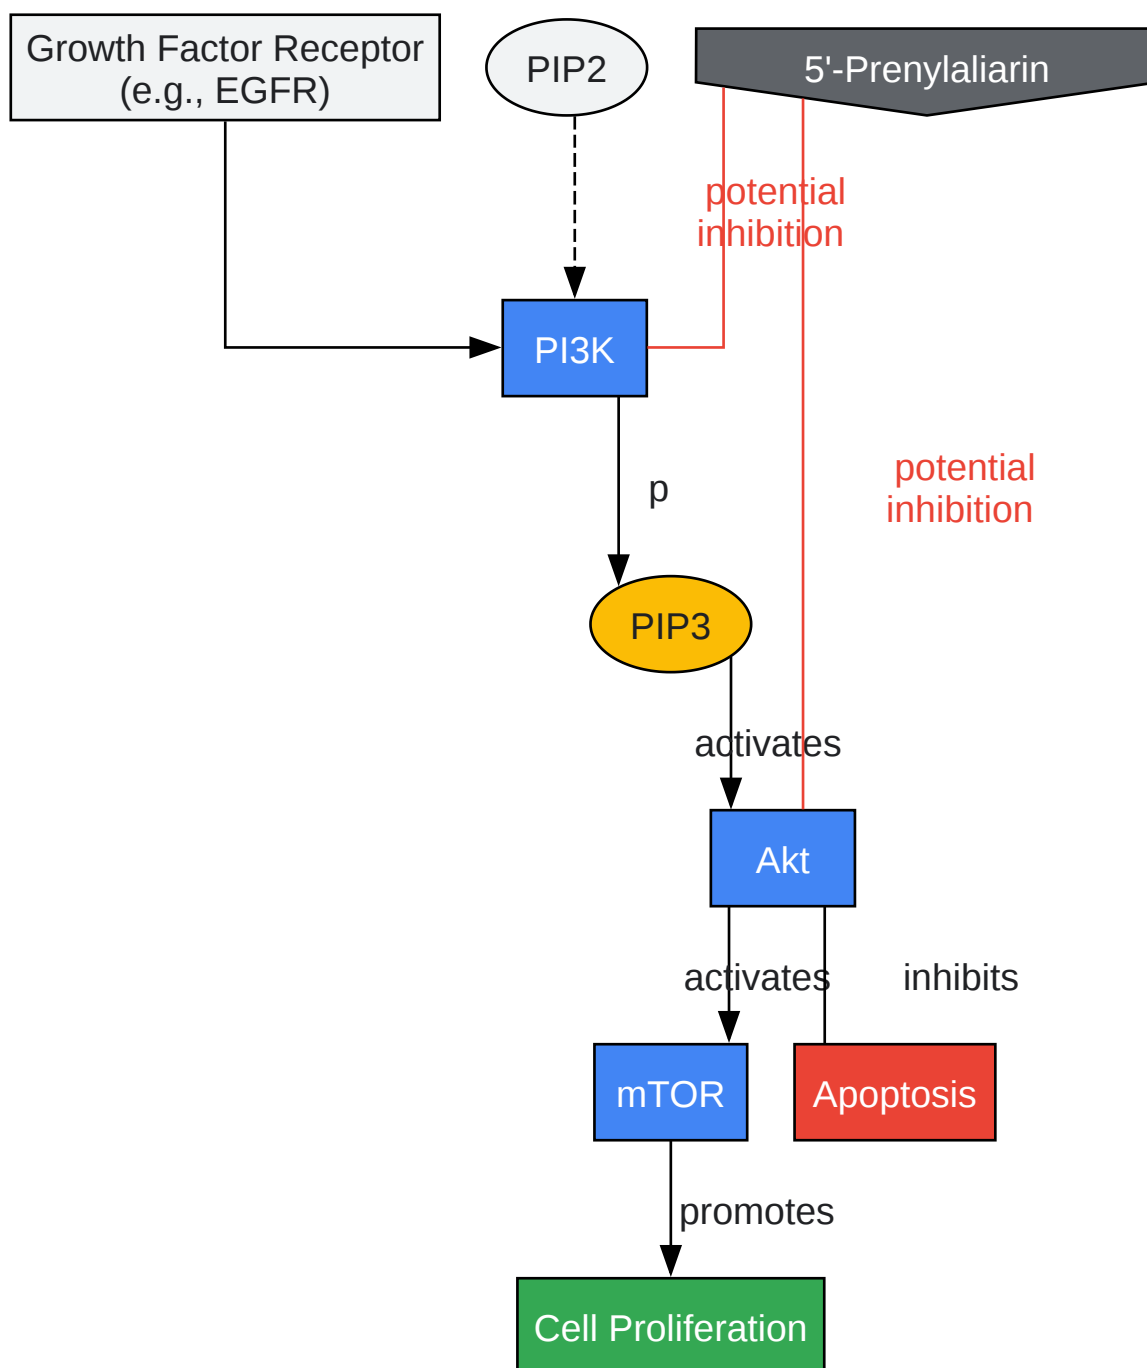 Growth Factor Receptor
(e.g., EGFR)
PIP2
5'-Prenylaliarin
potential
inhibition
PI3K
potential
inhibition
p
PIP3
activates
Akt
activates
inhibits
mTOR
Apoptosis
promotes
Cell Proliferation